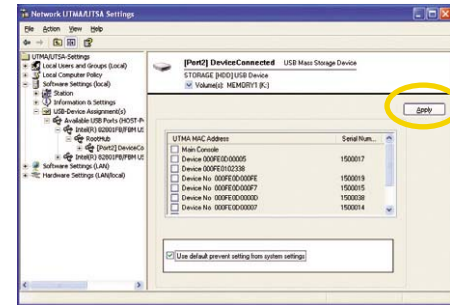 Network UTMA/UTSA Settings
File Action View Help
UTMA/UTSA-Settings
Local Users and Groups (Local)
Local Computer Policy
Software Settings (local)
Station
Information & Settings
USB-Device Assignment(s)
Available USB Ports (HOST-P
Intel(R) 82801FB/FBM US
RootHub
[Port2] DeviceCo
Intel(R) 82801FB/FBM US
Software Settings (LAN)
Hardware Settings (LAN/local)
[Port2] DeviceConnected USB Mass Storage Device
STORAGE [HDD] USB Device
Volume(s): MEMORY1 (K:)
Apply
UTMA MAC Address Serial Num...
Main Console
Device 000FE0D00005 1500017
Device 000FE0102338
Device No 000FE0D000FE 1500019
Device No 000FE0D000F7 1500015
Device No 000FE0D0000D 1500038
Device No 000FE0D00007 1500014
Use default prevent setting from system settings